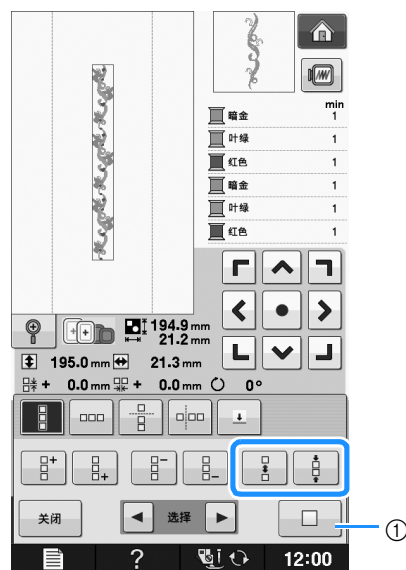 min
暗金 1
叶绿 1
红色 1
暗金 1
叶绿 1
红色 1
194.9 mm
21.2 mm
195.0 mm 21.3 mm
+ 0.0 mm + 0.0 mm 0°
关闭 选择
①
? 12:00